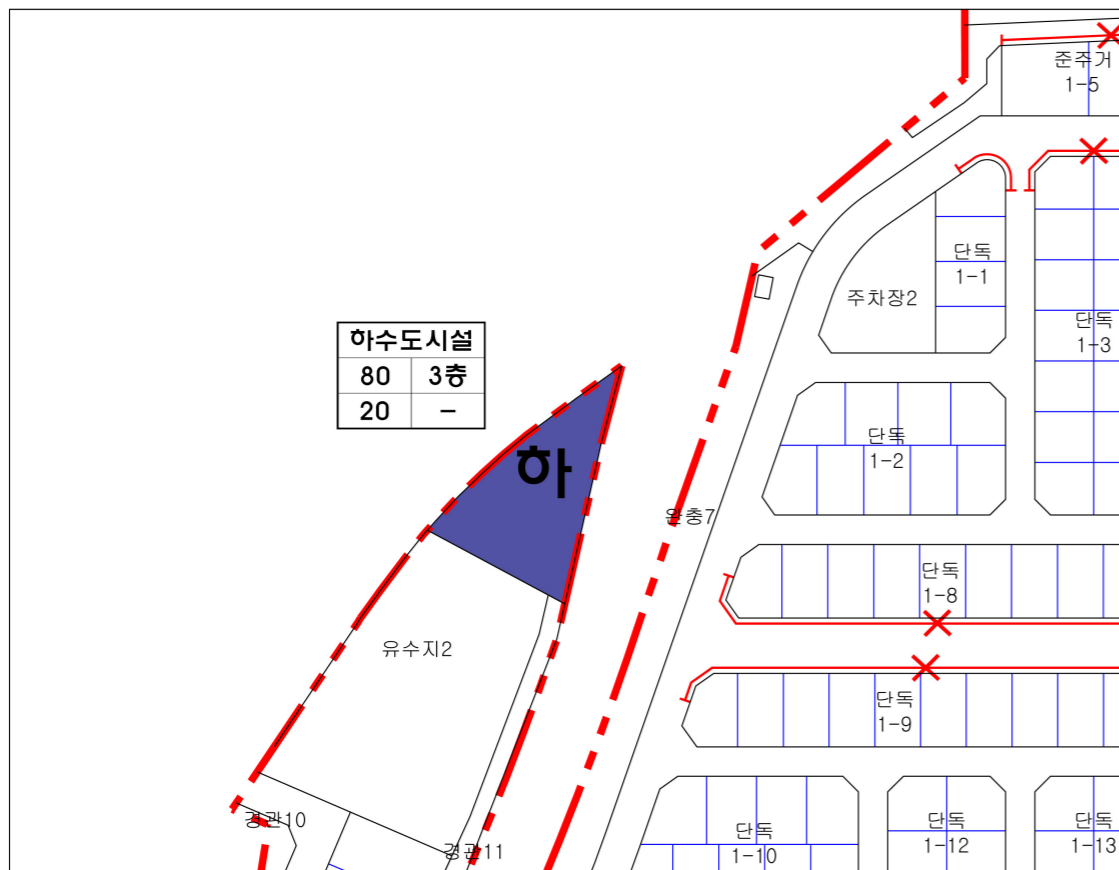 준주거
1-5
단독
1-1
주차장2
단독
1-3
하수도시설
80 3층
20 -
하
단독
1-2
완충7
단독
1-8
유수지2
단독
1-9
경관10
경관11
단독
1-10
단독
1-12
단독
1-13